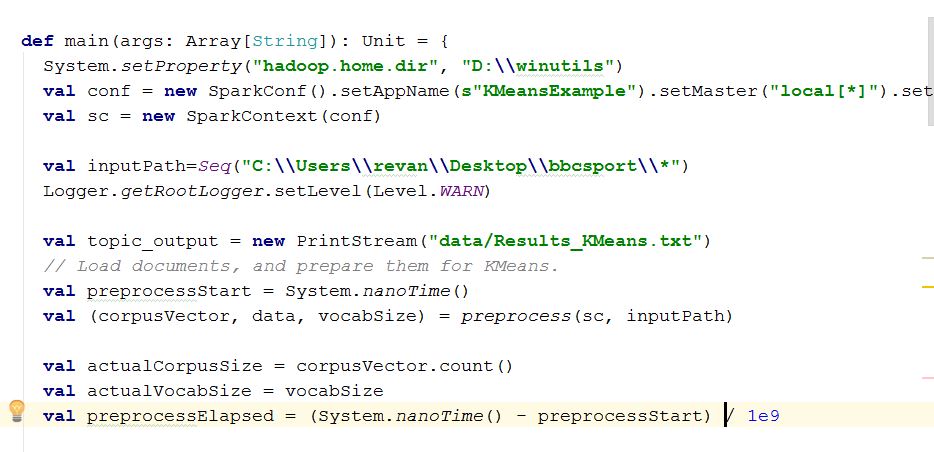 def main(args: Array[String]): Unit = {
System.setProperty("hadoop.home.dir", "D:\\winutils")
val conf = new SparkConf().setAppName(s"KMeansExample").setMaster("local[*]").set
val sc = new SparkContext(conf)
val inputPath=Seq("C:\\Users\\revan\\Desktop\\bbcsport\\*")
Logger.getRootLogger.setLevel(Level.WARN)
val topic_output = new PrintStream("data/Results_KMeans.txt")
// Load documents, and prepare them for KMeans.
val preprocessStart = System.nanoTime()
val (corpusVector, data, vocabSize) = preprocess(sc, inputPath)
val actualCorpusSize = corpusVector.count()
val actualVocabSize = vocabSize
val preprocessElapsed = (System.nanoTime() - preprocessStart) / 1e9